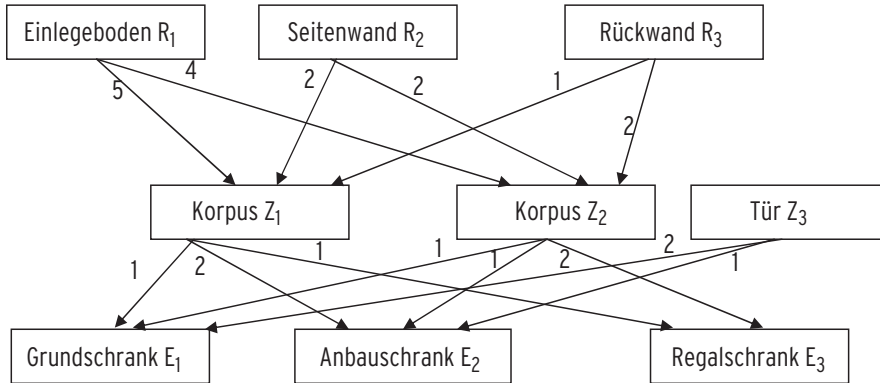 Einlegeboden R₁ Seitenwand R₂ Rückwand R₃
4 2 2 1
5 2
Korpus Z₁ Korpus Z₂ Tür Z₃
1 2 1 1 1 2 2 1
Grundschrank E₁ Anbauschrank E₂ Regalschrank E₃